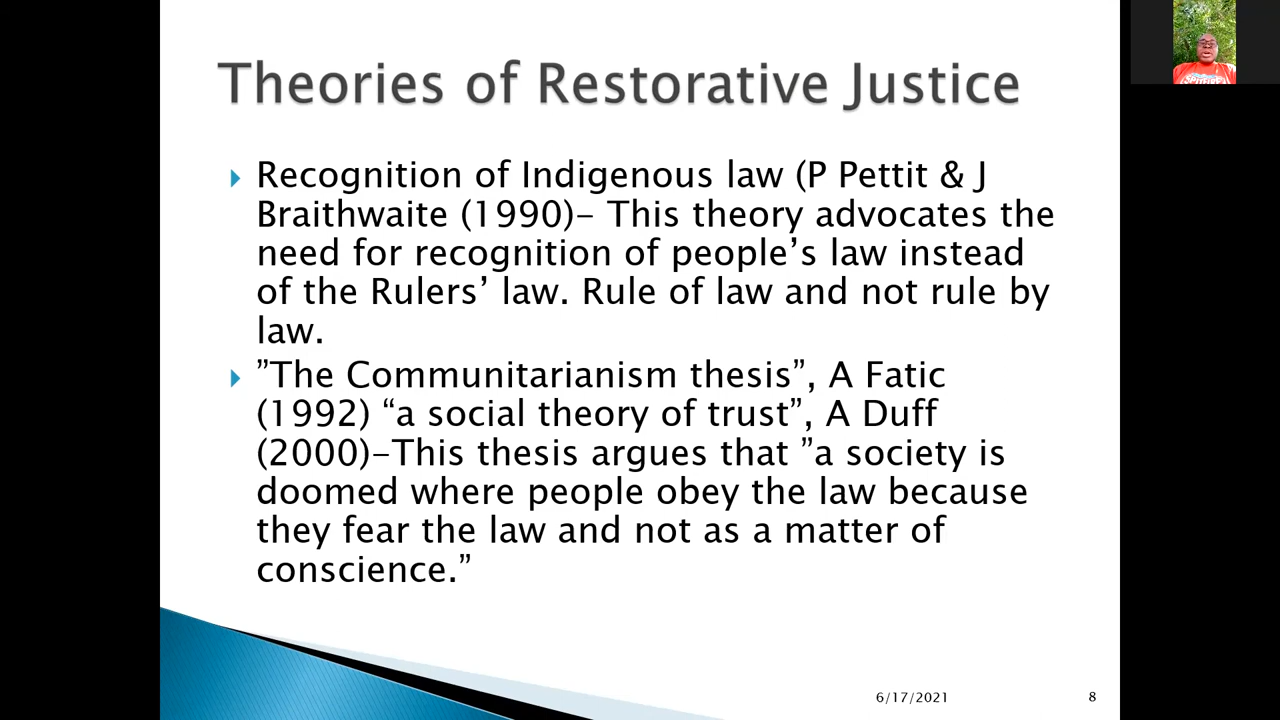 Theories of Restorative Justice
Recognition of Indigenous law (P Pettit & J
Braithwaite (1990)– This theory advocates the
need for recognition of people’s law instead
of the Rulers’ law. Rule of law and not rule by
law.
”The Communitarianism thesis”, A Fatic
(1992) “a social theory of trust”, A Duff
(2000)–This thesis argues that ”a society is
doomed where people obey the law because
they fear the law and not as a matter of
conscience.”
6/17/2021
8